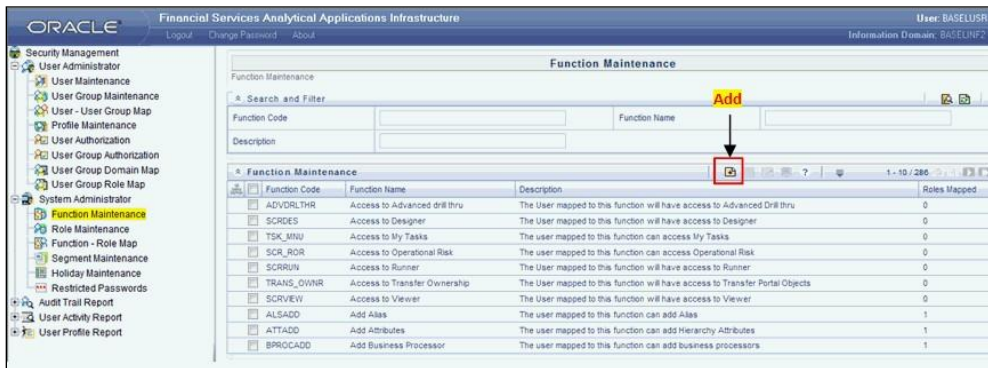 ORACLE
Financial Services Analytical Applications Infrastructure
User: BASELUSR
Logout Change Password About
Information Domain: BASELINF2
Security Management
User Administrator
User Maintenance
User Group Maintenance
User - User Group Map
Profile Maintenance
User Authorization
User Group Authorization
User Group Domain Map
User Group Role Map
System Administrator
Function Maintenance
Role Maintenance
Function - Role Map
Segment Maintenance
Holiday Maintenance
Restricted Passwords
Audit Trail Report
User Activity Report
User Profile Report
Function Maintenance
Function Maintenance
Search and Filter
Add
Function Code
Function Name
Description
Function Maintenance
? 1 - 10 / 286
Function Code Function Name Description Roles Mapped
ADVDRLTHR Access to Advanced drill thru The User mapped to this function will have access to Advanced Drill thru 0
SCRDES Access to Designer The User mapped to this function will have access to Designer 0
TSK_MNU Access to My Tasks The user mapped to this function can access My Tasks 0
SCR_ROR Access to Operational Risk The user mapped to this function can access Operational Risk 0
SCRRUN Access to Runner The User mapped to this function will have access to Runner 0
TRANS_OWNR Access to Transfer Ownership The User mapped to this function will have access to Transfer Portal Objects 0
SCRVIEW Access to Viewer The User mapped to this function will have access to Viewer 0
ALSADD Add Alias The user mapped to this function can add Alias 1
ATTADD Add Attributes The user mapped to this function can add Hierarchy Attributes 1
BPROCADD Add Business Processor The user mapped to this function can add business processors 1